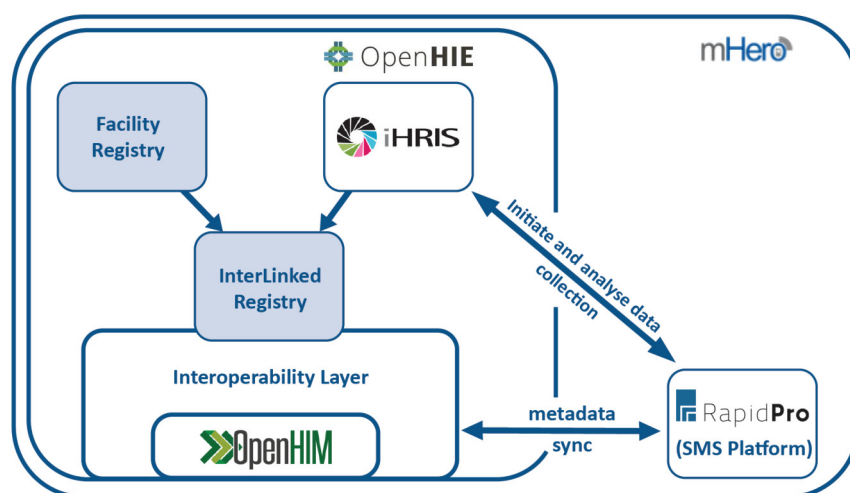 OpenHIE
mHero
Facility
Registry
iHRIS
InterLinked
Registry
Initiate and analyse data
collection
Interoperability Layer
OpenHIM
metadata
sync
RapidPro
(SMS Platform)